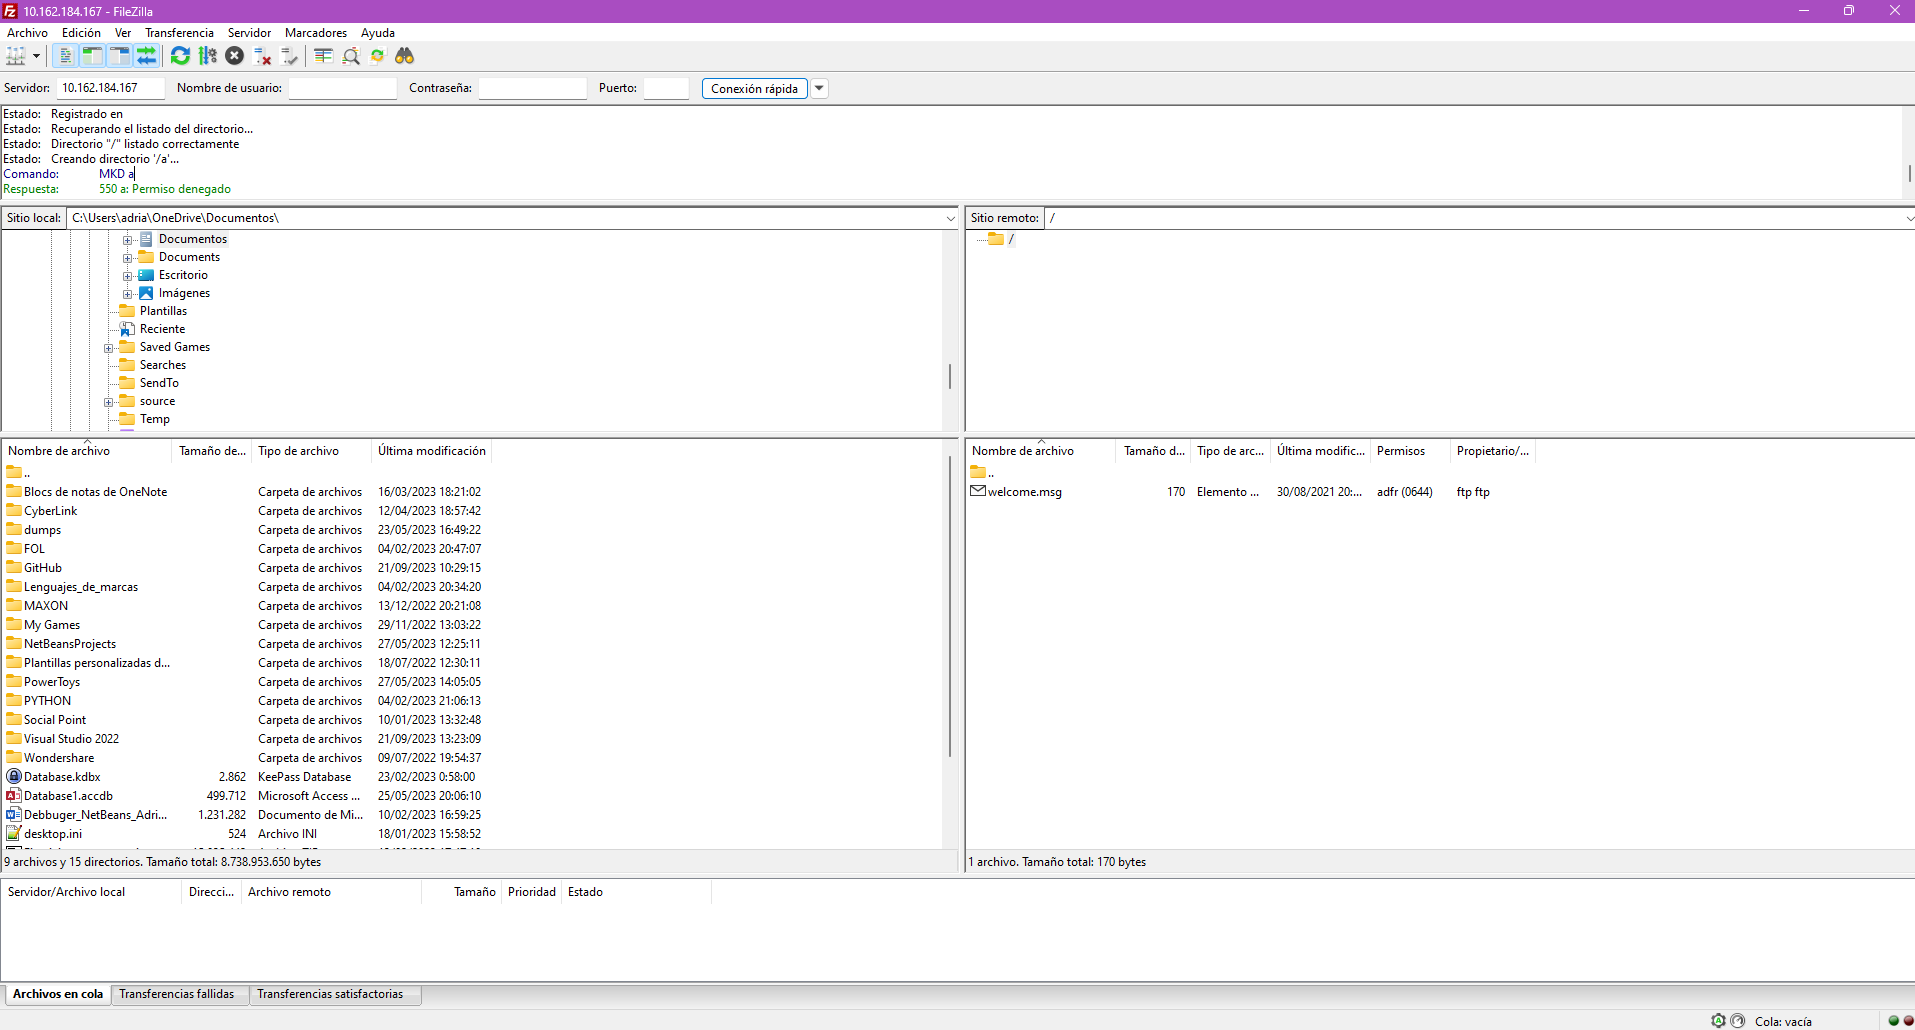 10.162.184.167 - FileZilla
Archivo Edición Ver Transferencia Servidor Marcadores Ayuda
Servidor: 10.162.184.167 Nombre de usuario: Contraseña: Puerto: Conexión rápida
Estado: Registrado en
Estado: Recuperando el listado del directorio...
Estado: Directorio "/" listado correctamente
Estado: Creando directorio '/a'...
Comando: MKD a
Respuesta: 550 a: Permiso denegado
Sitio local: C:\Users\adria\OneDrive\Documentos\
Documentos
Documents
Escritorio
Imágenes
Plantillas
Reciente
Saved Games
Searches
SendTo
source
Temp
Sitio remoto: /
/
Nombre de archivo Tamaño de... Tipo de archivo Última modificación
..
Blocs de notas de OneNote Carpeta de archivos 16/03/2023 18:21:02
CyberLink Carpeta de archivos 12/04/2023 18:57:42
dumps Carpeta de archivos 23/05/2023 16:49:22
FOL Carpeta de archivos 04/02/2023 20:47:07
GitHub Carpeta de archivos 21/09/2023 10:29:15
Lenguajes_de_marcas Carpeta de archivos 04/02/2023 20:34:20
MAXON Carpeta de archivos 13/12/2022 20:21:08
My Games Carpeta de archivos 29/11/2022 13:03:22
NetBeansProjects Carpeta de archivos 27/05/2023 12:25:11
Plantillas personalizadas d... Carpeta de archivos 18/07/2022 12:30:11
PowerToys Carpeta de archivos 27/05/2023 14:05:05
PYTHON Carpeta de archivos 04/02/2023 21:06:13
Social Point Carpeta de archivos 10/01/2023 13:32:48
Visual Studio 2022 Carpeta de archivos 21/09/2023 13:23:09
Wondershare Carpeta de archivos 09/07/2022 19:54:37
Database.kdbx 2.862 KeePass Database 23/02/2023 0:58:00
Database1.accdb 499.712 Microsoft Access ... 25/05/2023 20:06:10
Debbuger_NetBeans_Adri... 1.231.282 Documento de Mi... 10/02/2023 16:59:25
desktop.ini 524 Archivo INI 18/01/2023 15:58:52
9 archivos y 15 directorios. Tamaño total: 8.738.953.650 bytes
Nombre de archivo Tamaño d... Tipo de arc... Última modific... Permisos Propietario/...
..
welcome.msg 170 Elemento ... 30/08/2021 20:... adfr (0644) ftp ftp
1 archivo. Tamaño total: 170 bytes
Servidor/Archivo local Direcci... Archivo remoto Tamaño Prioridad Estado
Archivos en cola Transferencias fallidas Transferencias satisfactorias
Cola: vacía